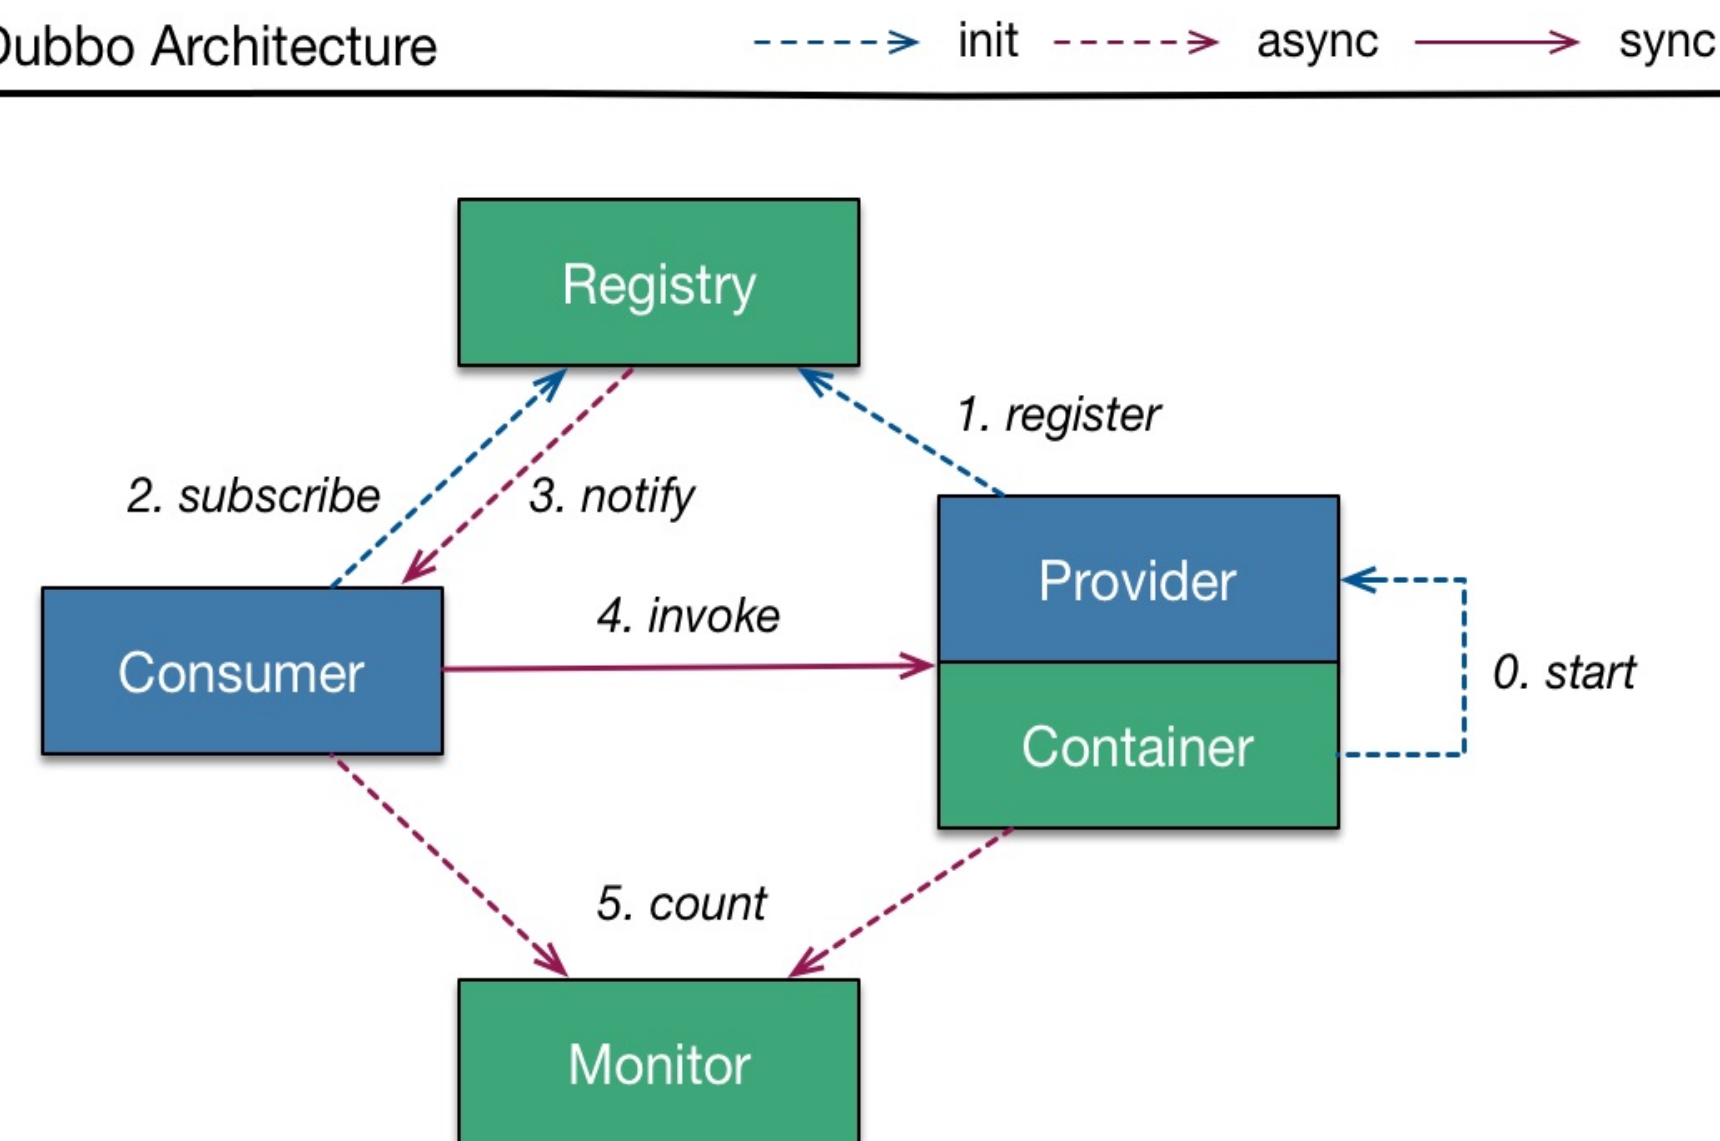 Dubbo Architecture
init
async
sync
Registry
1. register
2. subscribe
3. notify
Provider
4. invoke
Consumer
0. start
Container
5. count
Monitor